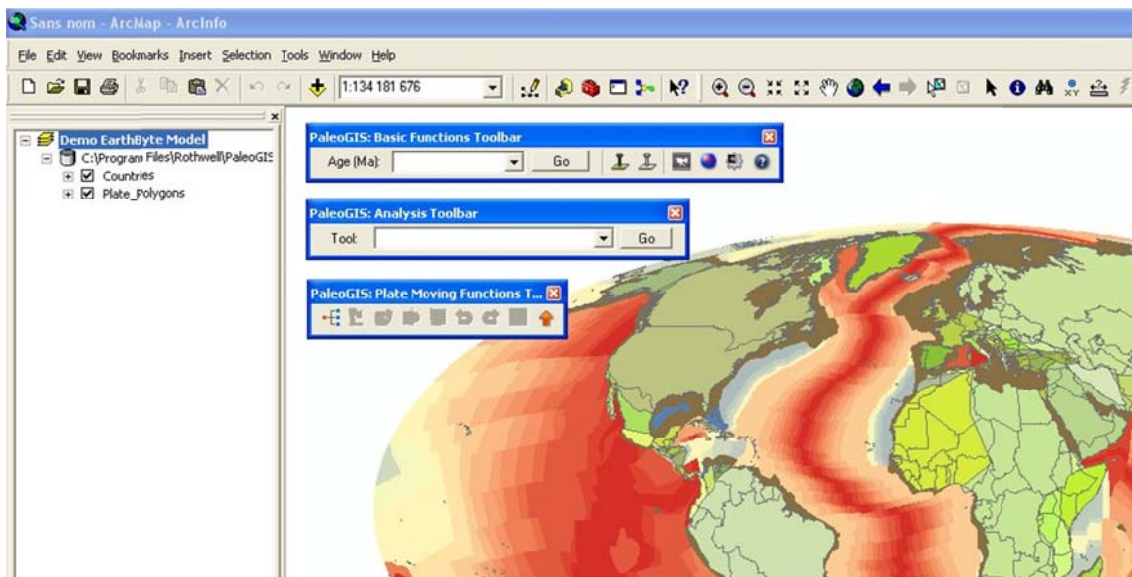 Sans nom - ArcMap - ArcInfo
File Edit View Bookmarks Insert Selection Tools Window Help
1:134 181 676
Demo EarthByte Model
C:\Program Files\Rothwell\PaleoGIS
Countries
Plate_Polygons
PaleoGIS: Basic Functions Toolbar
Age (Ma): Go
PaleoGIS: Analysis Toolbar
Tool: Go
PaleoGIS: Plate Moving Functions T...